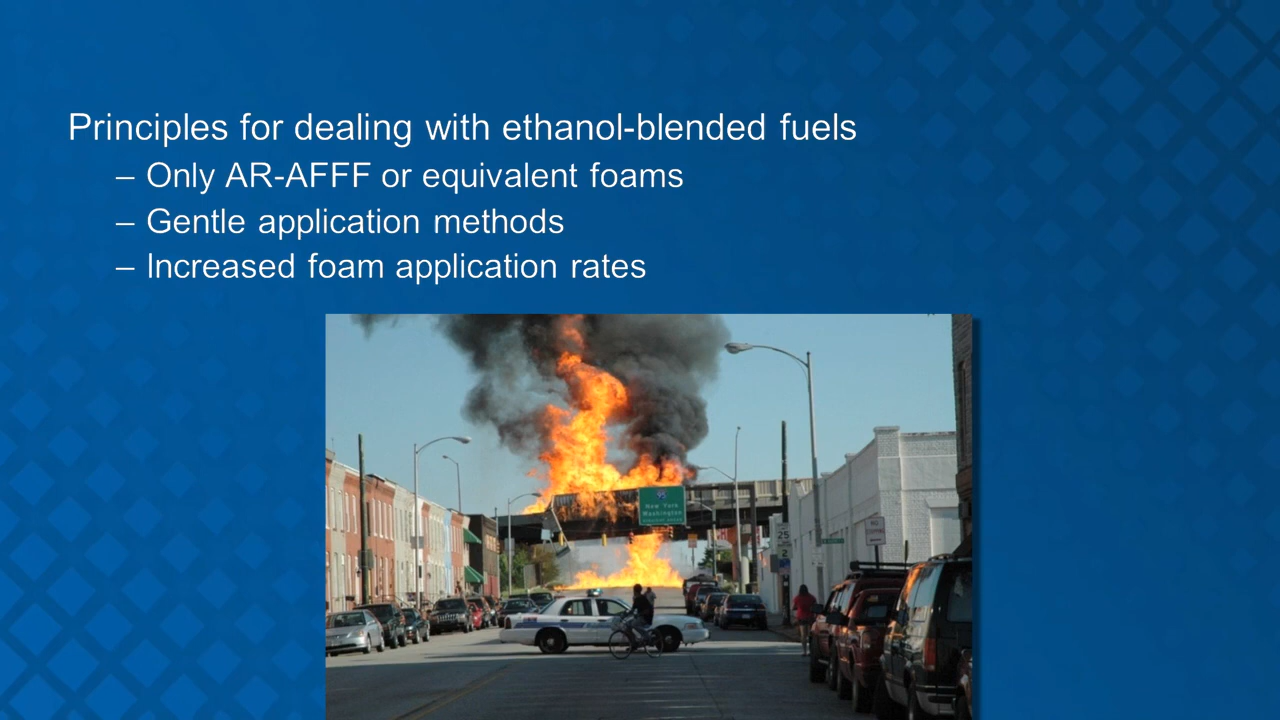 Principles for dealing with ethanol-blended fuels
– Only AR-AFFF or equivalent foams
– Gentle application methods
– Increased foam application rates
New York
Washington
25